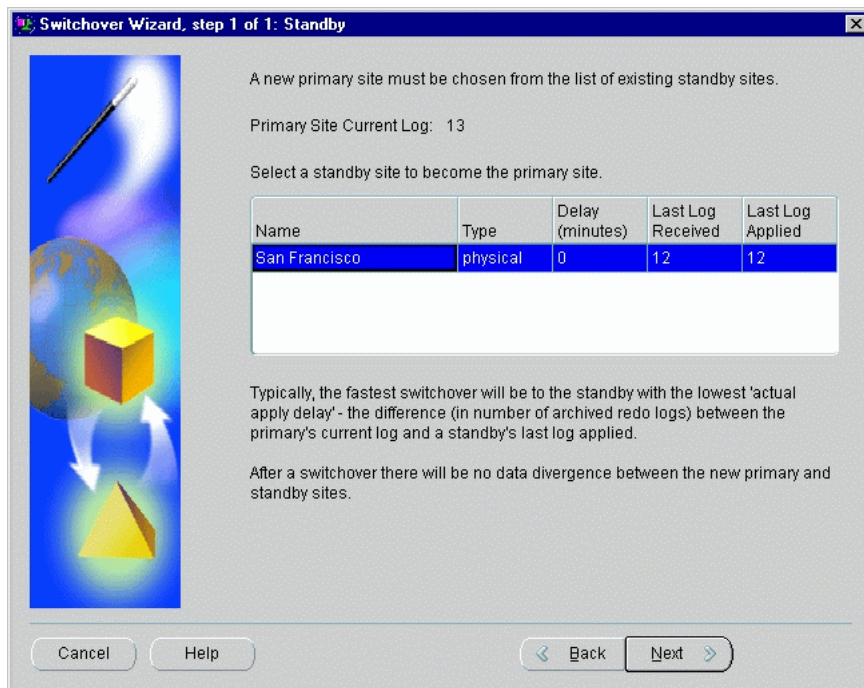 Switchover Wizard, step 1 of 1: Standby
A new primary site must be chosen from the list of existing standby sites.
Primary Site Current Log: 13
Select a standby site to become the primary site.
Name Type Delay (minutes) Last Log Received Last Log Applied
San Francisco physical 0 12 12
Typically, the fastest switchover will be to the standby with the lowest 'actual
apply delay' - the difference (in number of archived redo logs) between the
primary's current log and a standby's last log applied.
After a switchover there will be no data divergence between the new primary and
standby sites.
Cancel Help Back Next